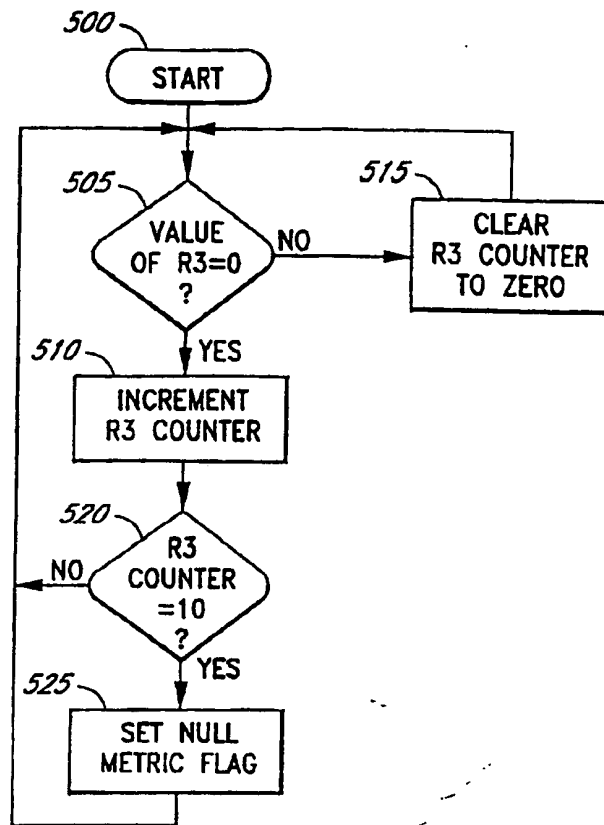 500
START
505
VALUE
OF R3=0
?
NO
515
CLEAR
R3 COUNTER
TO ZERO
YES
510
INCREMENT
R3 COUNTER
520
R3
COUNTER
=10
?
NO
YES
525
SET NULL
METRIC FLAG